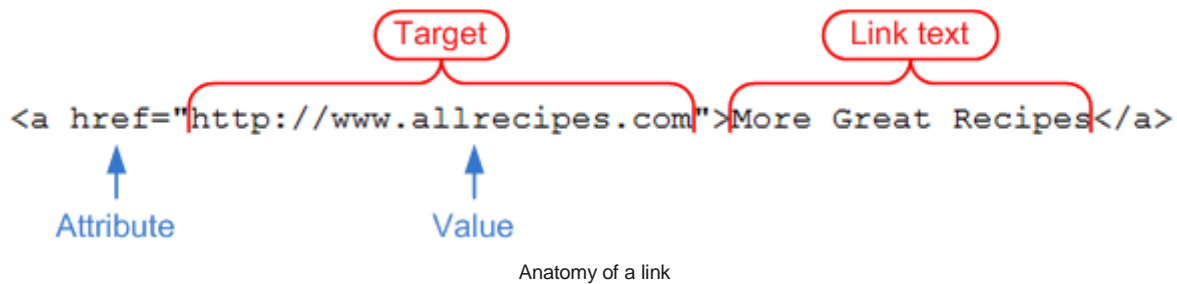 Target Link text
<a href="http://www.allrecipes.com">More Great Recipes</a>
Attribute Value
Anatomy of a link